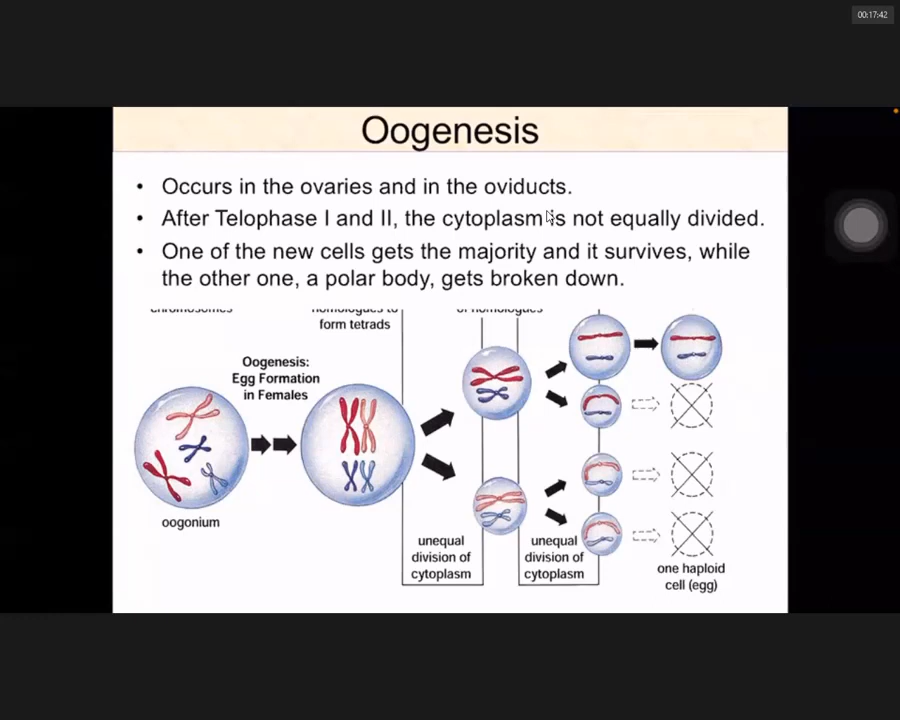 00:17:42
Oogenesis
• Occurs in the ovaries and in the oviducts.
• After Telophase I and II, the cytoplasm is not equally divided.
• One of the new cells gets the majority and it survives, while
the other one, a polar body, gets broken down.
chromosomes
homologues to
form tetrads
of homologues
Oogenesis:
Egg Formation
in Females
oogonium
unequal
division of
cytoplasm
unequal
division of
cytoplasm
one haploid
cell (egg)